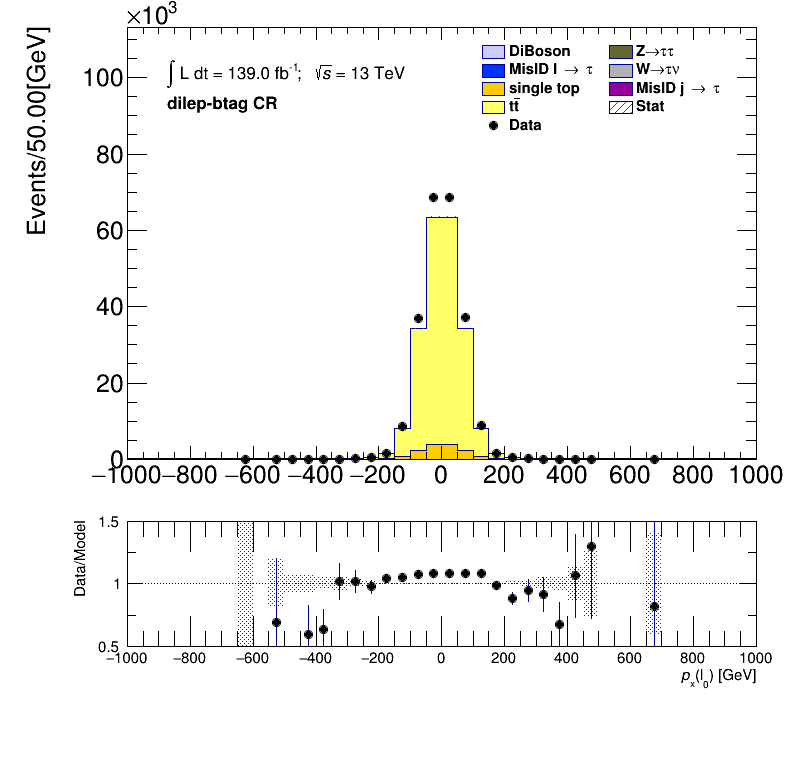 ×10³
Events/50.00[GeV]
100
80
60
40
20
0
∫ L dt = 139.0 fb⁻¹; √s = 13 TeV
dilep-btag CR
DiBoson
Z→ττ
MisID l → τ
W→τν
single top
MisID j → τ
tt̄
Stat
Data
−1000 −800 −600 −400 −200 0 200 400 600 800 1000
Data/Model
1.5
1
0.5
−1000 −800 −600 −400 −200 0 200 400 600 800 1000
pₓ(l₀) [GeV]